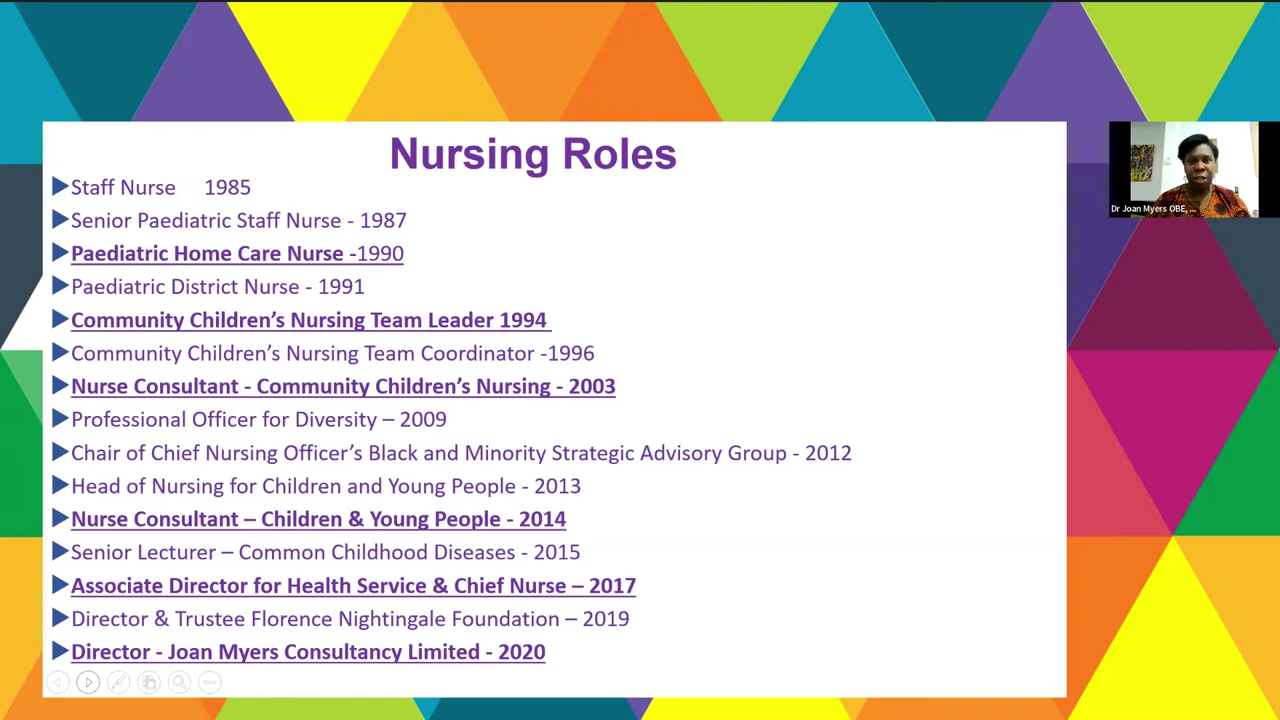 Nursing Roles
Staff Nurse 1985
Senior Paediatric Staff Nurse - 1987
Paediatric Home Care Nurse -1990
Paediatric District Nurse - 1991
Community Children's Nursing Team Leader 1994
Community Children's Nursing Team Coordinator -1996
Nurse Consultant - Community Children's Nursing - 2003
Professional Officer for Diversity – 2009
Chair of Chief Nursing Officer's Black and Minority Strategic Advisory Group - 2012
Head of Nursing for Children and Young People - 2013
Nurse Consultant – Children & Young People - 2014
Senior Lecturer – Common Childhood Diseases - 2015
Associate Director for Health Service & Chief Nurse – 2017
Director & Trustee Florence Nightingale Foundation – 2019
Director - Joan Myers Consultancy Limited - 2020
Dr Joan Myers OBE, ...